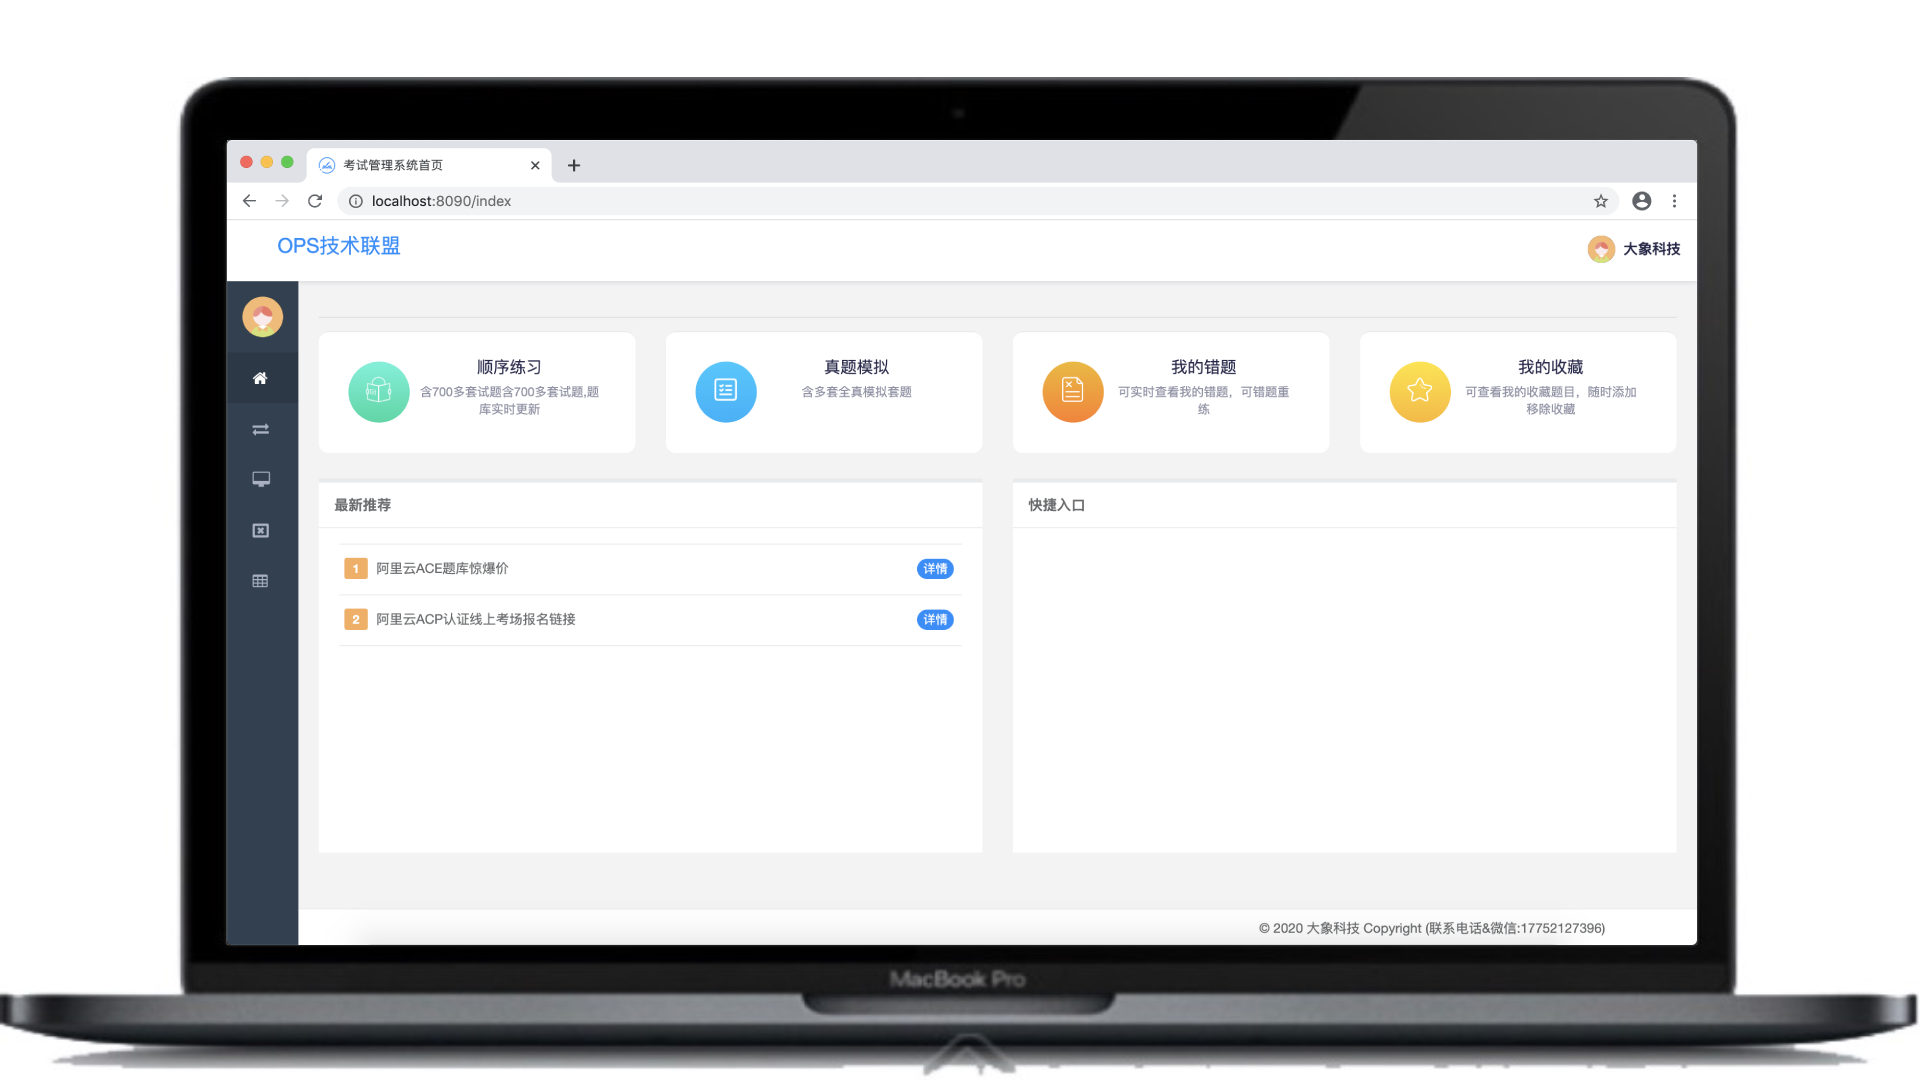 考试管理系统首页
localhost:8090/index
OPS技术联盟
大象科技
顺序练习
含700多套试题含700多套试题,题
库实时更新
真题模拟
含多套全真模拟套题
我的错题
可实时查看我的错题，可错题重
练
我的收藏
可查看我的收藏题目，随时添加
移除收藏
最新推荐
1 阿里云ACE题库惊爆价 详情
2 阿里云ACP认证线上考场报名链接 详情
快捷入口
© 2020 大象科技 Copyright (联系电话&微信:17752127396)
MacBook Pro